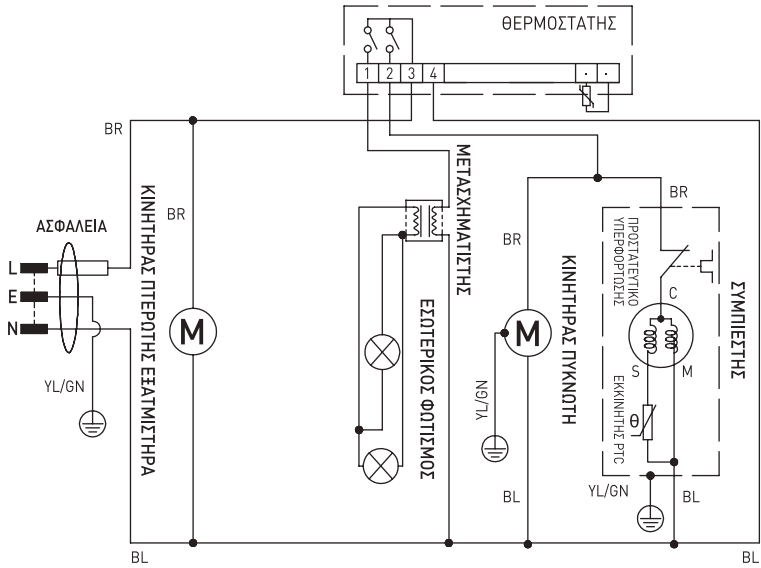 ΘΕΡΜΟΣΤΑΤΗΣ
1 2 3 4
BR
BR
ΑΣΦΑΛΕΙΑ
L
E
N
YL/GN
ΚΙΝΗΤΗΡΑΣ ΠΤΕΡΩΤΗΣ ΕΞΑΤΜΙΣΤΗΡΑ
M
ΜΕΤΑΣΧΗΜΑΤΙΣΤΗΣ
ΕΣΩΤΕΡΙΚΟΣ ΦΩΤΙΣΜΟΣ
BR
M
YL/GN
ΚΙΝΗΤΗΡΑΣ ΠΥΚΝΩΤΗ
BL
BR
ΠΡΟΣΤΑΤΕΥΤΙΚΟ
ΥΠΕΡΦΟΡΤΩΣΗΣ
C
S
M
ΕΚΚΙΝΗΤΗΣ PTC
θ
ΣΥΜΠΙΕΣΤΗΣ
YL/GN
BL
BL
BL